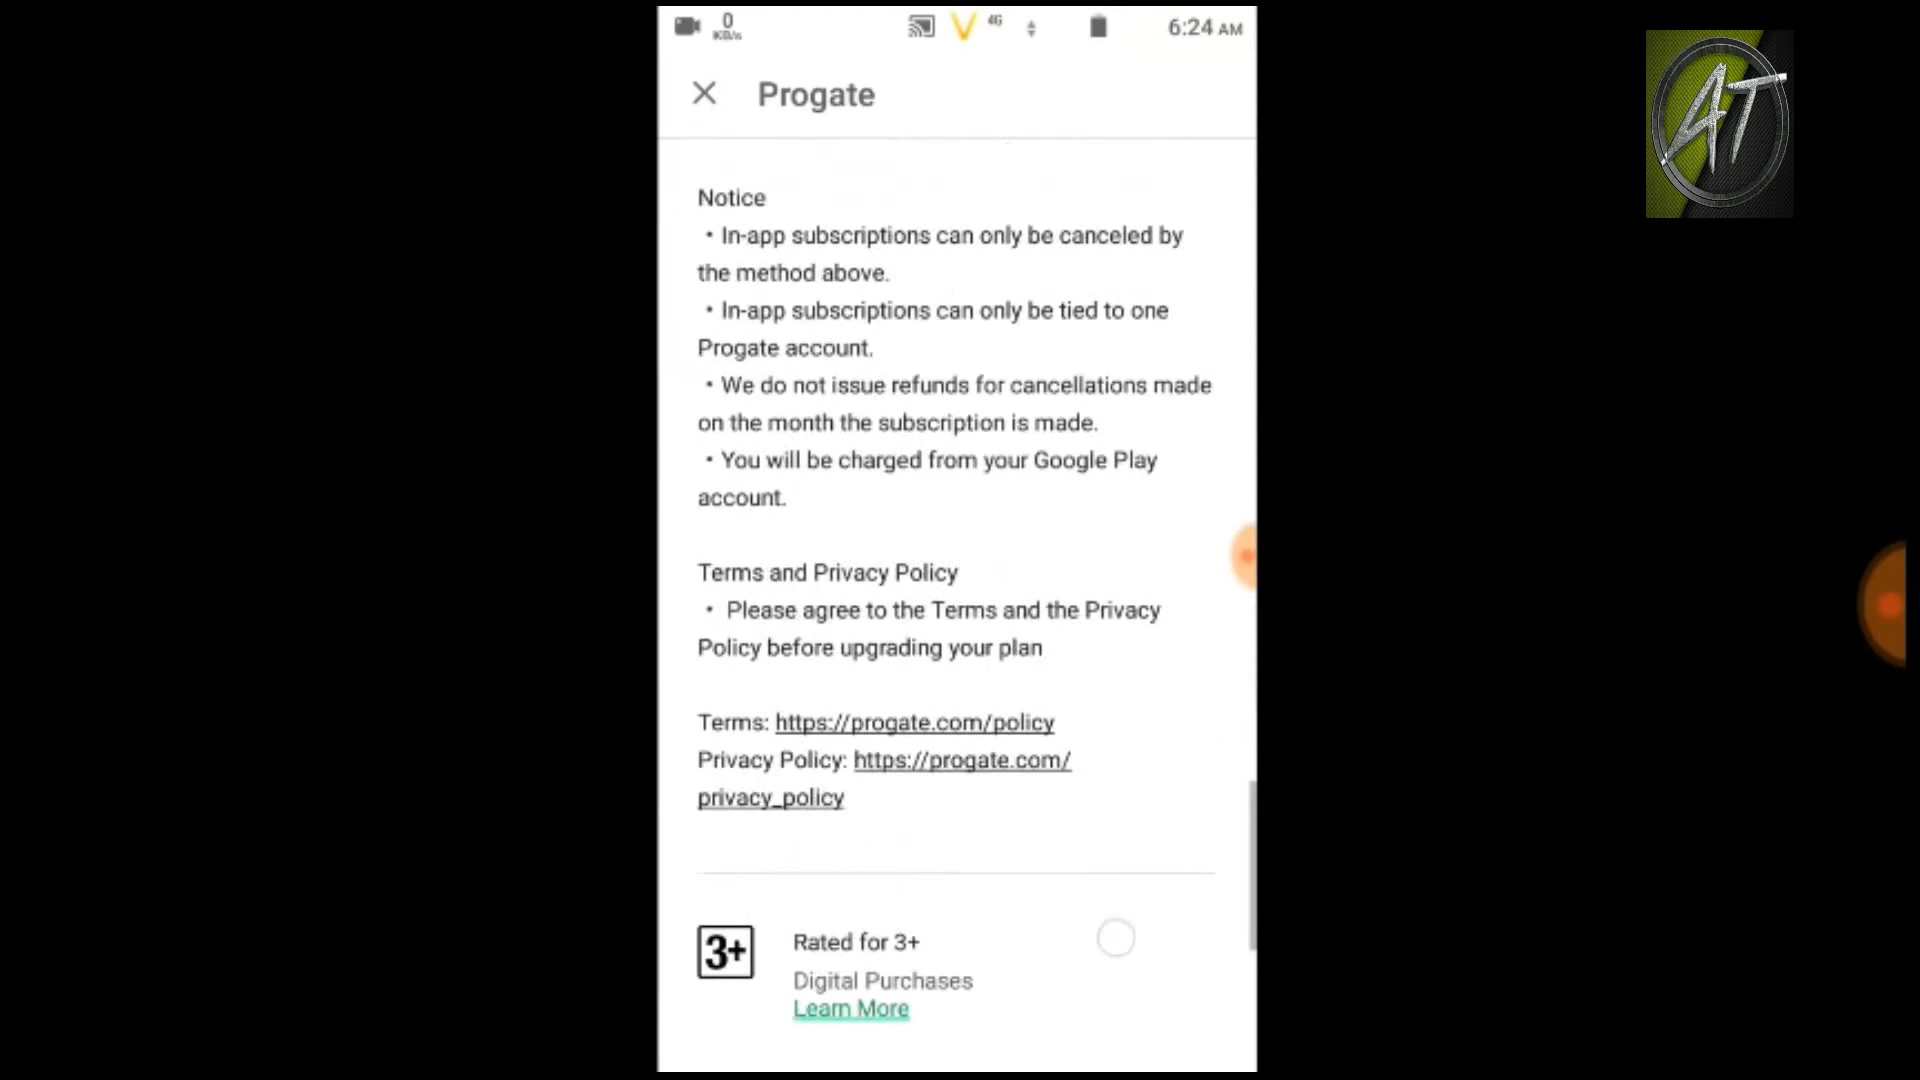 0
KB/s
4G
6:24 AM
Progate
Notice
・In-app subscriptions can only be canceled by
the method above.
・In-app subscriptions can only be tied to one
Progate account.
・We do not issue refunds for cancellations made
on the month the subscription is made.
・You will be charged from your Google Play
account.
Terms and Privacy Policy
・ Please agree to the Terms and the Privacy
Policy before upgrading your plan
Terms: https://progate.com/policy
Privacy Policy: https://progate.com/
privacy_policy
3+
Rated for 3+
Digital Purchases
Learn More
AT